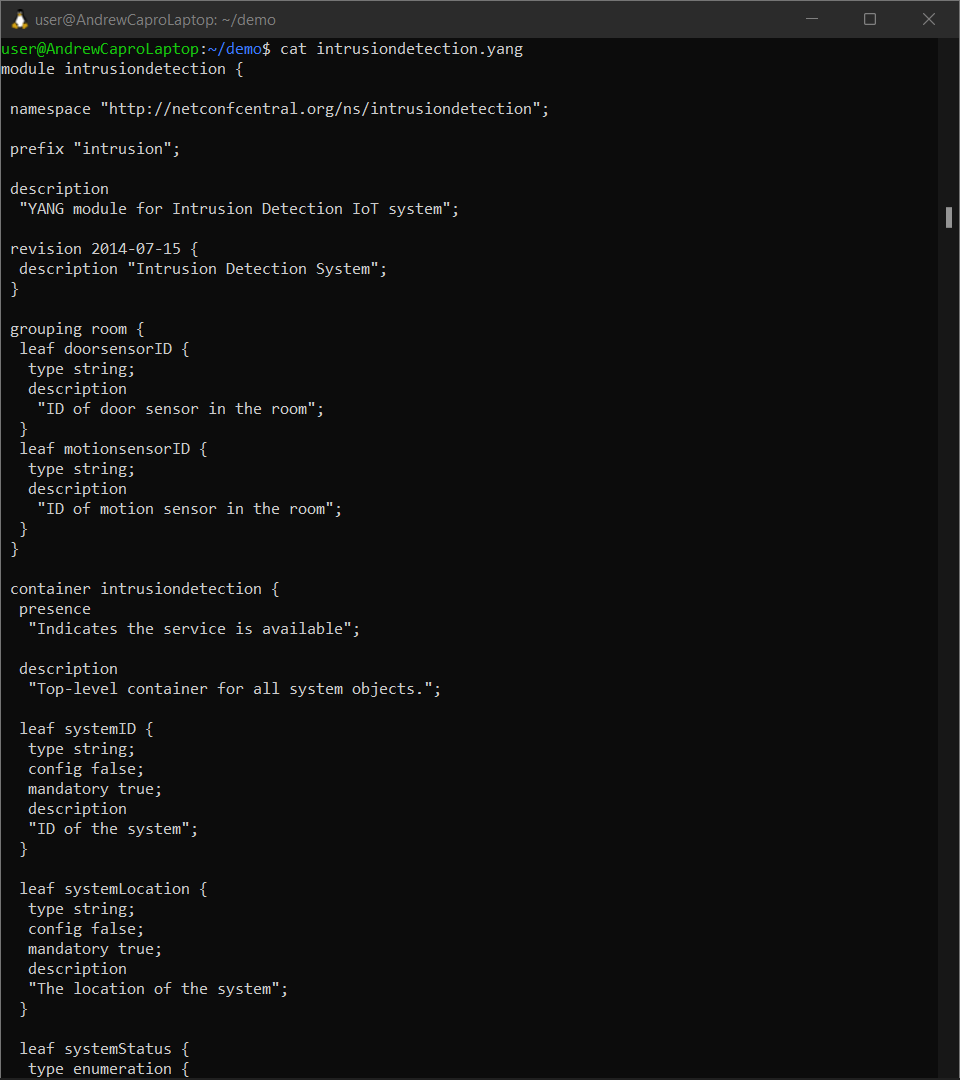 user@AndrewCaproLaptop: ~/demo
user@AndrewCaproLaptop:~/demo$ cat intrusiondetection.yang
module intrusiondetection {
namespace "http://netconfcentral.org/ns/intrusiondetection";
prefix "intrusion";
description
"YANG module for Intrusion Detection IoT system";
revision 2014-07-15 {
description "Intrusion Detection System";
}
grouping room {
leaf doorsensorID {
type string;
description
"ID of door sensor in the room";
}
leaf motionsensorID {
type string;
description
"ID of motion sensor in the room";
}
}
container intrusiondetection {
presence
"Indicates the service is available";
description
"Top-level container for all system objects.";
leaf systemID {
type string;
config false;
mandatory true;
description
"ID of the system";
}
leaf systemLocation {
type string;
config false;
mandatory true;
description
"The location of the system";
}
leaf systemStatus {
type enumeration {